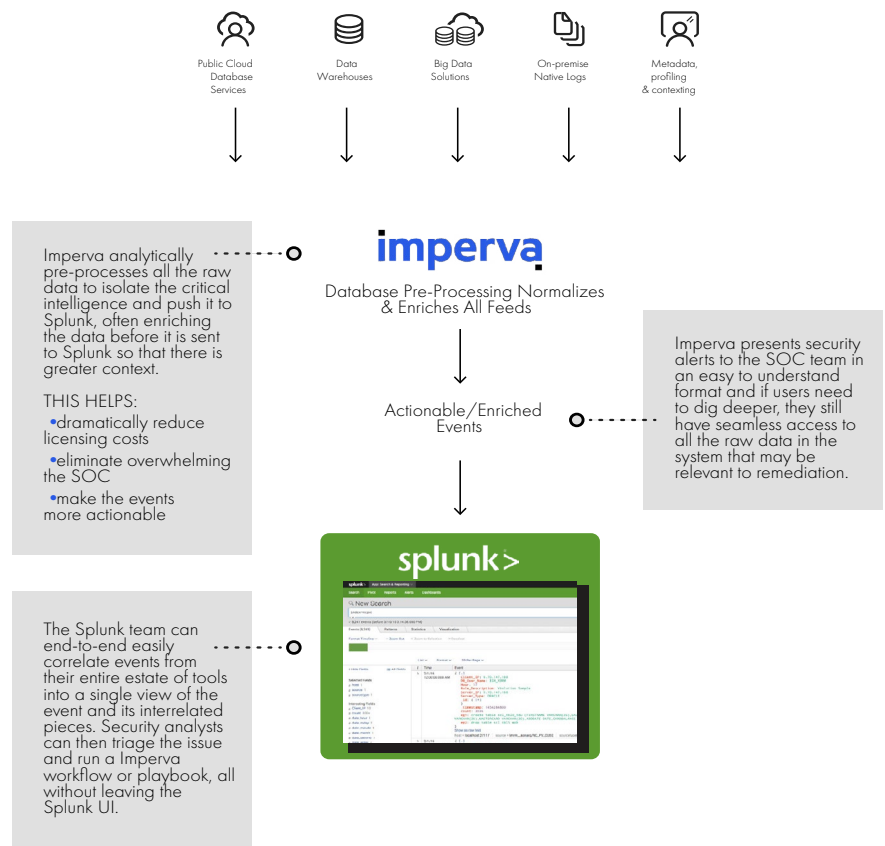 Public Cloud
Database
Services
Data
Warehouses
Big Data
Solutions
On-premise
Native Logs
Metadata,
profiling
& contexting
imperva
Database Pre-Processing Normalizes
& Enriches All Feeds
Imperva analytically
pre-processes all the raw
data to isolate the critical
intelligence and push it to
Splunk, often enriching
the data before it is sent
to Splunk so that there is
greater context.
THIS HELPS:
•dramatically reduce
licensing costs
•eliminate overwhelming
the SOC
•make the events
more actionable
Actionable/Enriched
Events
Imperva presents security
alerts to the SOC team in
an easy to understand
format and if users need
to dig deeper, they still
have seamless access to
all the raw data in the
system that may be
relevant to remediation.
splunk>
splunk>
New Search
Time
Event
The Splunk team can
end-to-end easily
correlate events from
their entire estate of tools
into a single view of the
event and its interrelated
pieces. Security analysts
can then triage the issue
and run a Imperva
workflow or playbook, all
without leaving the
Splunk UI.